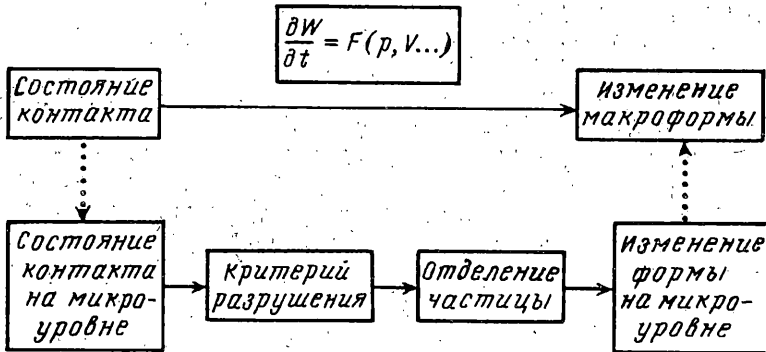 ∂W/∂t = F(p, V...)
Состояние
контакта
Изменение
макроформы
Состояние
контакта
на микро-
уровне
Критерий
разрушения
Отделение
частицы
Изменение
формы
на микро-
уровне